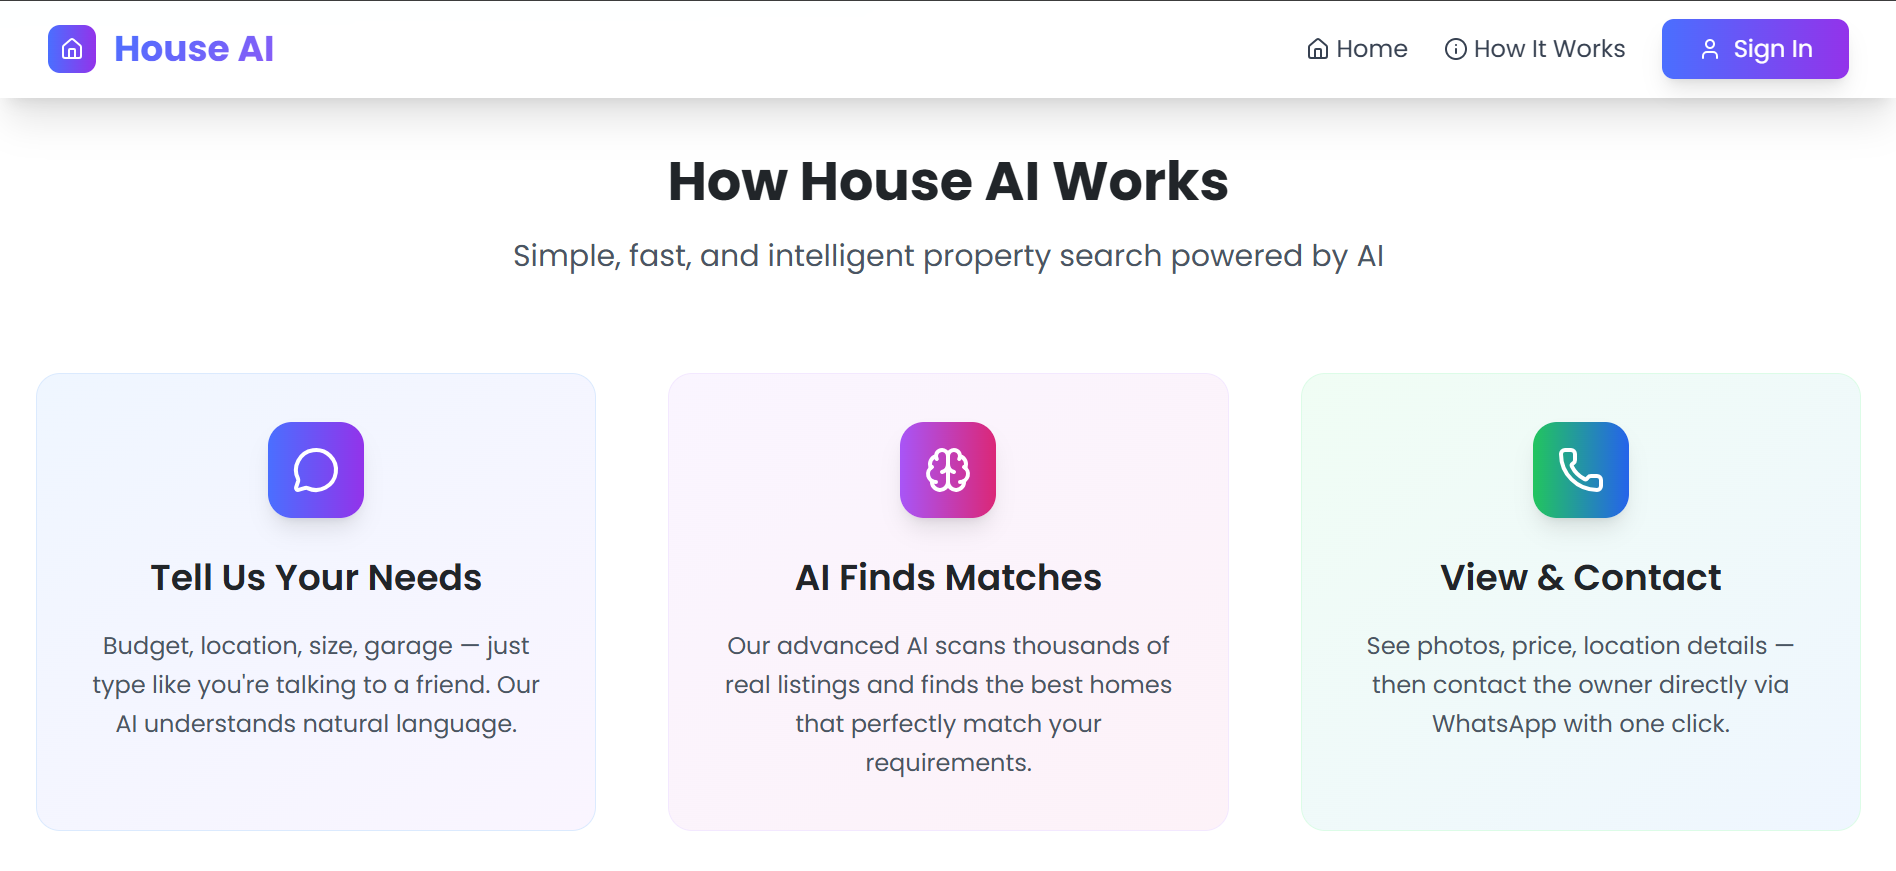 House AI
Home
How It Works
Sign In
How House AI Works
Simple, fast, and intelligent property search powered by AI
Tell Us Your Needs
Budget, location, size, garage — just
type like you're talking to a friend. Our
AI understands natural language.
AI Finds Matches
Our advanced AI scans thousands of
real listings and finds the best homes
that perfectly match your
requirements.
View & Contact
See photos, price, location details —
then contact the owner directly via
WhatsApp with one click.